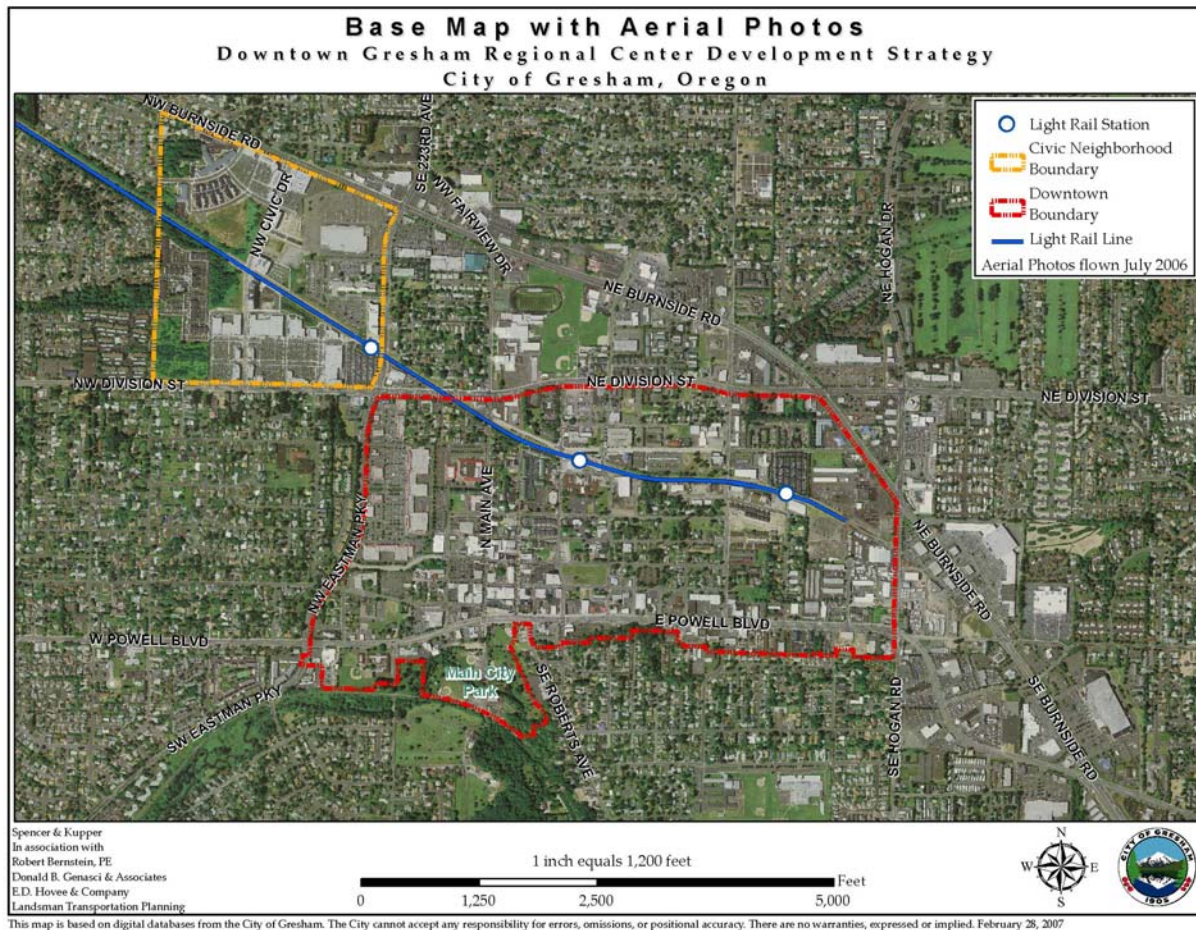 Base Map with Aerial Photos
Downtown Gresham Regional Center Development Strategy
City of Gresham, Oregon
NW BURNSIDE RD
SE 223RD AVE
NW CIVIC DR
NW FAIRVIEW DR
NE HOGAN DR
NE BURNSIDE RD
Light Rail Station
Civic Neighborhood
Boundary
Downtown
Boundary
Light Rail Line
Aerial Photos flown July 2006
NW DIVISION ST
NE DIVISION ST
NE DIVISION ST
NW EASTMAN PKY
N MAIN AVE
NE BURNSIDE RD
W POWELL BLVD
E POWELL BLVD
Main City
Park
SW EASTMAN PKY
SE ROBERTS AVE
SE HOGAN RD
SE BURNSIDE RD
Spencer & Kupper
In association with
Robert Bernstein, PE
Donald B. Genasci & Associates
E.D. Hovee & Company
Landsman Transportation Planning
1 inch equals 1,200 feet
Feet
0 1,250 2,500 5,000
N
W E
S
CITY OF GRESHAM
1905
This map is based on digital databases from the City of Gresham. The City cannot accept any responsibility for errors, omissions, or positional accuracy. There are no warranties, expressed or implied. February 28, 2007